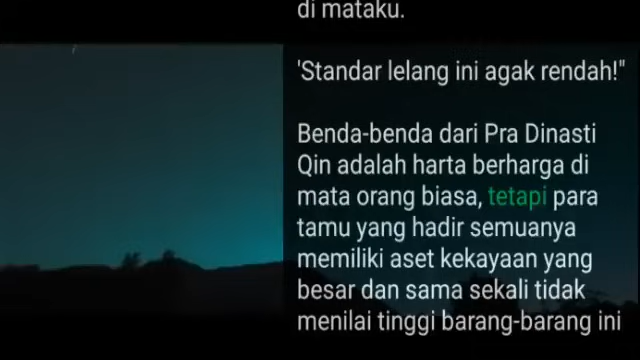 di mataku.
'Standar lelang ini agak rendah!"
Benda-benda dari Pra Dinasti
Qin adalah harta berharga di
mata orang biasa, tetapi para
tamu yang hadir semuanya
memiliki aset kekayaan yang
besar dan sama sekali tidak
menilai tinggi barang-barang ini